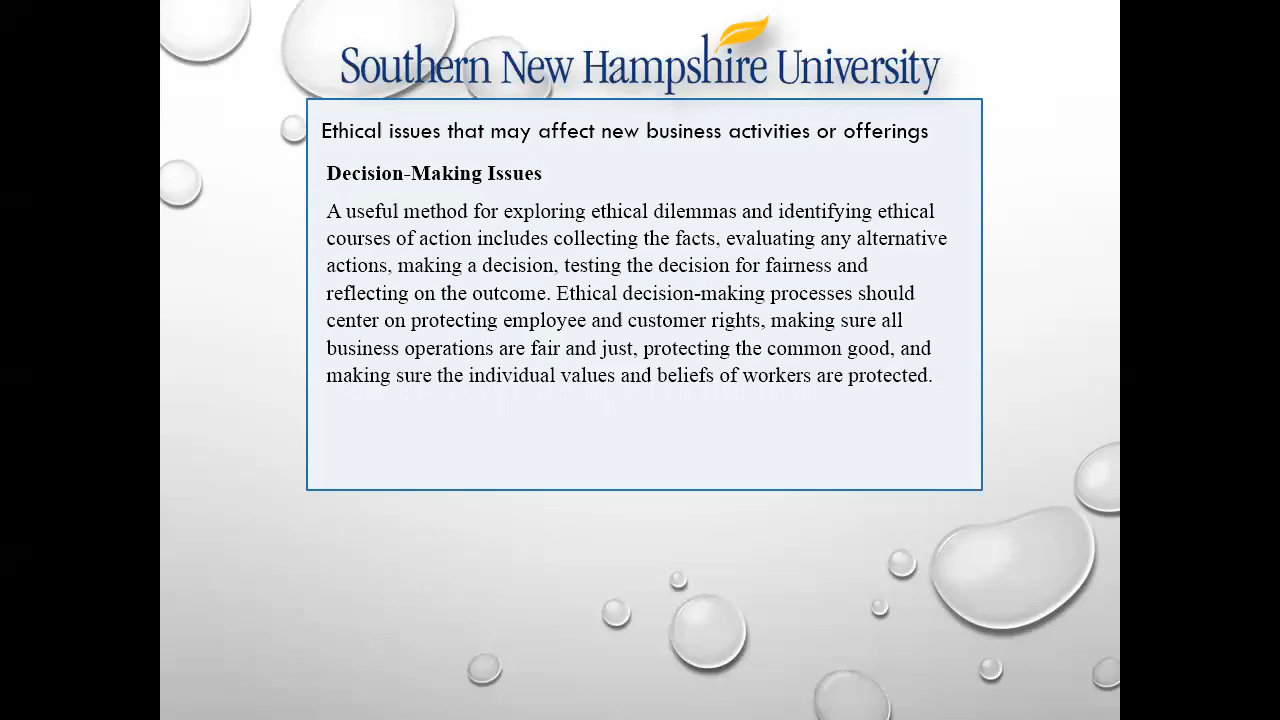 Southern New Hampshire University
Ethical issues that may affect new business activities or offerings
Decision-Making Issues
A useful method for exploring ethical dilemmas and identifying ethical
courses of action includes collecting the facts, evaluating any alternative
actions, making a decision, testing the decision for fairness and
reflecting on the outcome. Ethical decision-making processes should
center on protecting employee and customer rights, making sure all
business operations are fair and just, protecting the common good, and
making sure the individual values and beliefs of workers are protected.